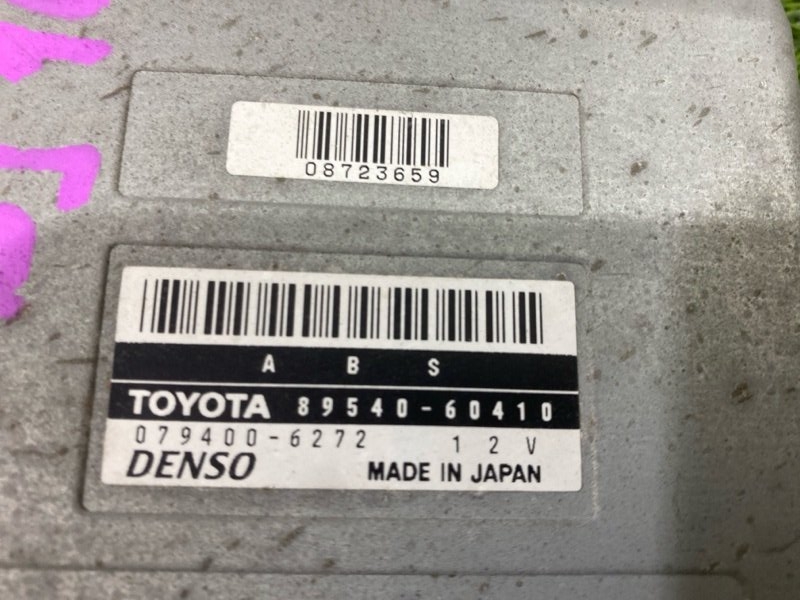 08723659
A B S
TOYOTA 89540-60410
079400-6272 12V
DENSO MADE IN JAPAN